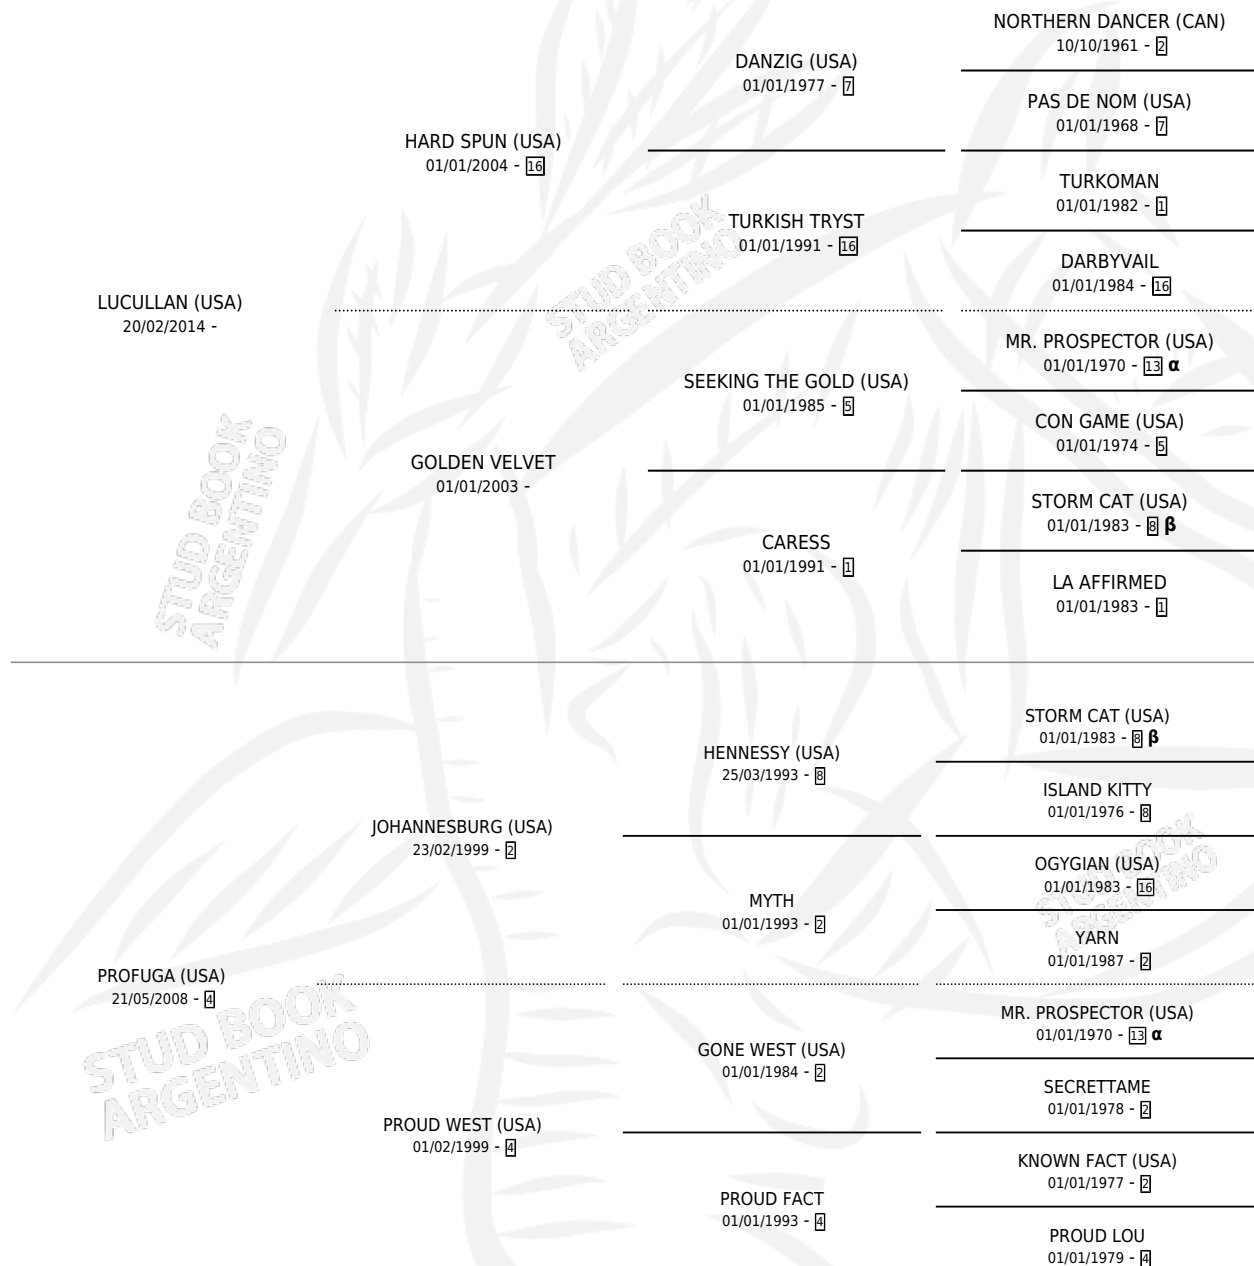 NORTHERN DANCER (CAN)
10/10/1961 - 2
DANZIG (USA)
01/01/1977 - 7
PAS DE NOM (USA)
01/01/1968 - 7
HARD SPUN (USA)
01/01/2004 - 16
TURKOMAN
01/01/1982 - 1
TURKISH TRYST
01/01/1991 - 16
DARBYVAIL
01/01/1984 - 16
LUCULLAN (USA)
20/02/2014 -
MR. PROSPECTOR (USA)
01/01/1970 - 13 α
SEEKING THE GOLD (USA)
01/01/1985 - 5
CON GAME (USA)
01/01/1974 - 5
GOLDEN VELVET
01/01/2003 -
STORM CAT (USA)
01/01/1983 - 8 β
CARESS
01/01/1991 - 1
LA AFFIRMED
01/01/1983 - 1
STORM CAT (USA)
01/01/1983 - 8 β
HENNESSY (USA)
25/03/1993 - 8
ISLAND KITTY
01/01/1976 - 8
JOHANNESBURG (USA)
23/02/1999 - 2
OGYGIAN (USA)
01/01/1983 - 16
MYTH
01/01/1993 - 2
YARN
01/01/1987 - 2
PROFUGA (USA)
21/05/2008 - 4
MR. PROSPECTOR (USA)
01/01/1970 - 13 α
GONE WEST (USA)
01/01/1984 - 2
SECRETTAME
01/01/1978 - 2
PROUD WEST (USA)
01/02/1999 - 4
KNOWN FACT (USA)
01/01/1977 - 2
PROUD FACT
01/01/1993 - 4
PROUD LOU
01/01/1979 - 4
STUD BOOK
ARGENTINO
STUD BOOK
ARGENTINO
STUD BOOK
ARGENTINO
STUD BOOK
ARGENTINO